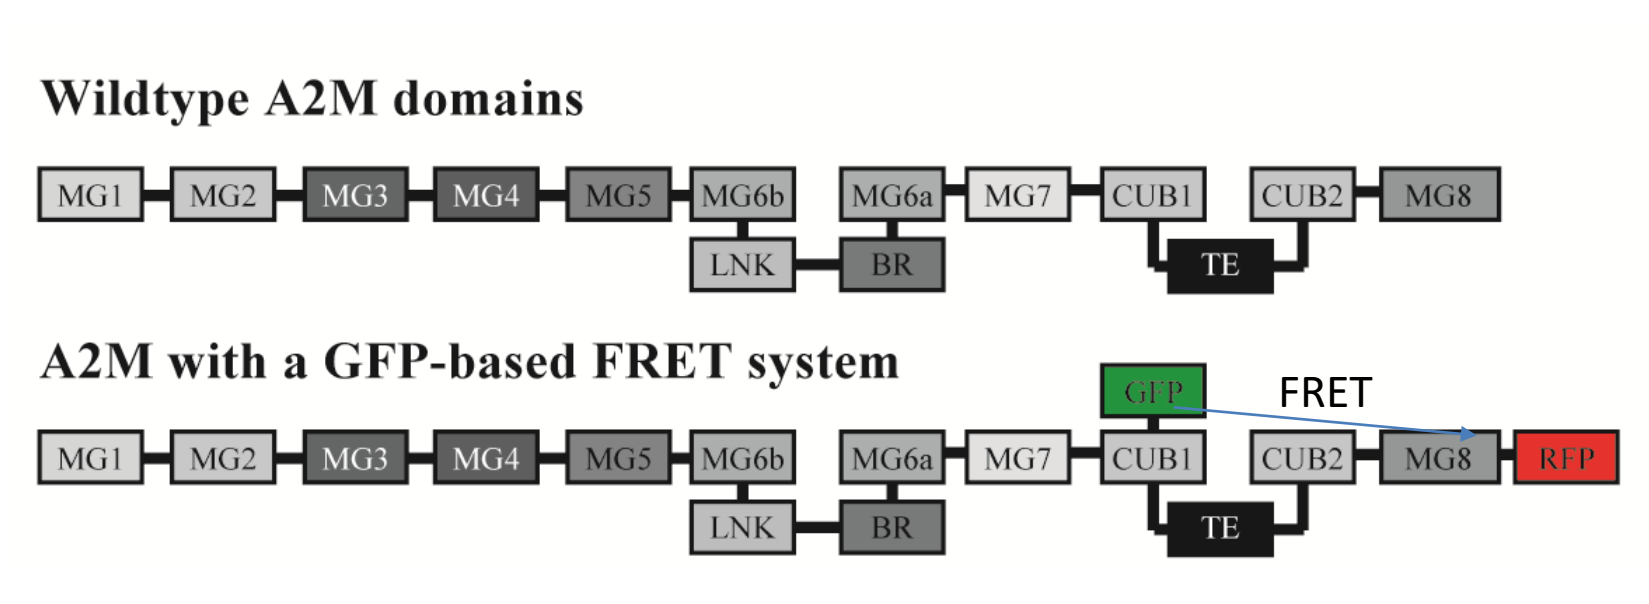 Wildtype A2M domains
MG1 MG2 MG3 MG4 MG5 MG6b MG6a MG7 CUB1 CUB2 MG8
LNK BR TE
A2M with a GFP-based FRET system
GFP FRET
MG1 MG2 MG3 MG4 MG5 MG6b MG6a MG7 CUB1 CUB2 MG8 RFP
LNK BR TE